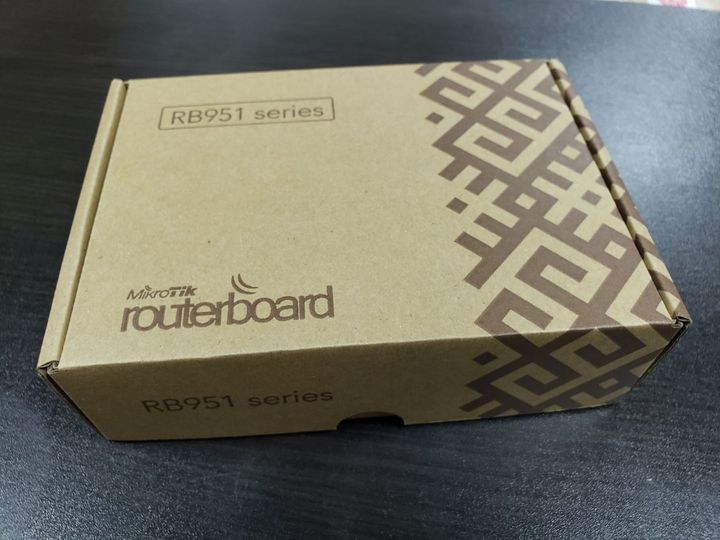 RB951 series
MikroTik
routerboard
RB951 series